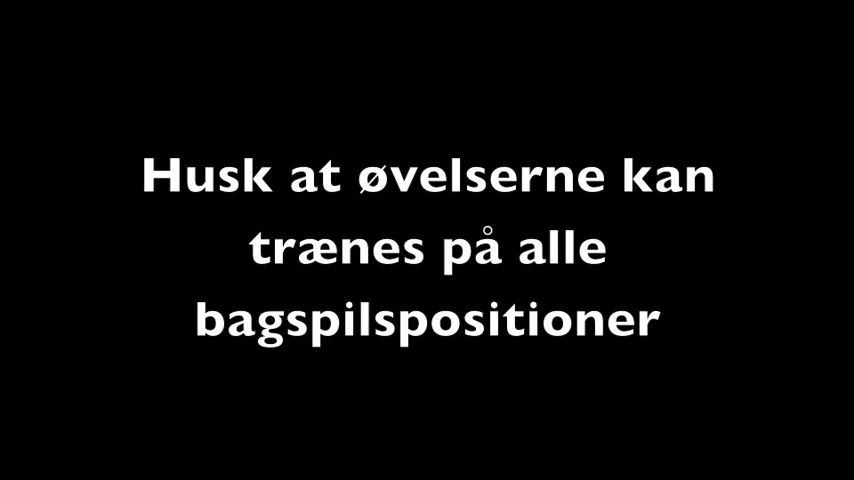 Husk at øvelserne kan
trænes på alle
bagspilspositioner